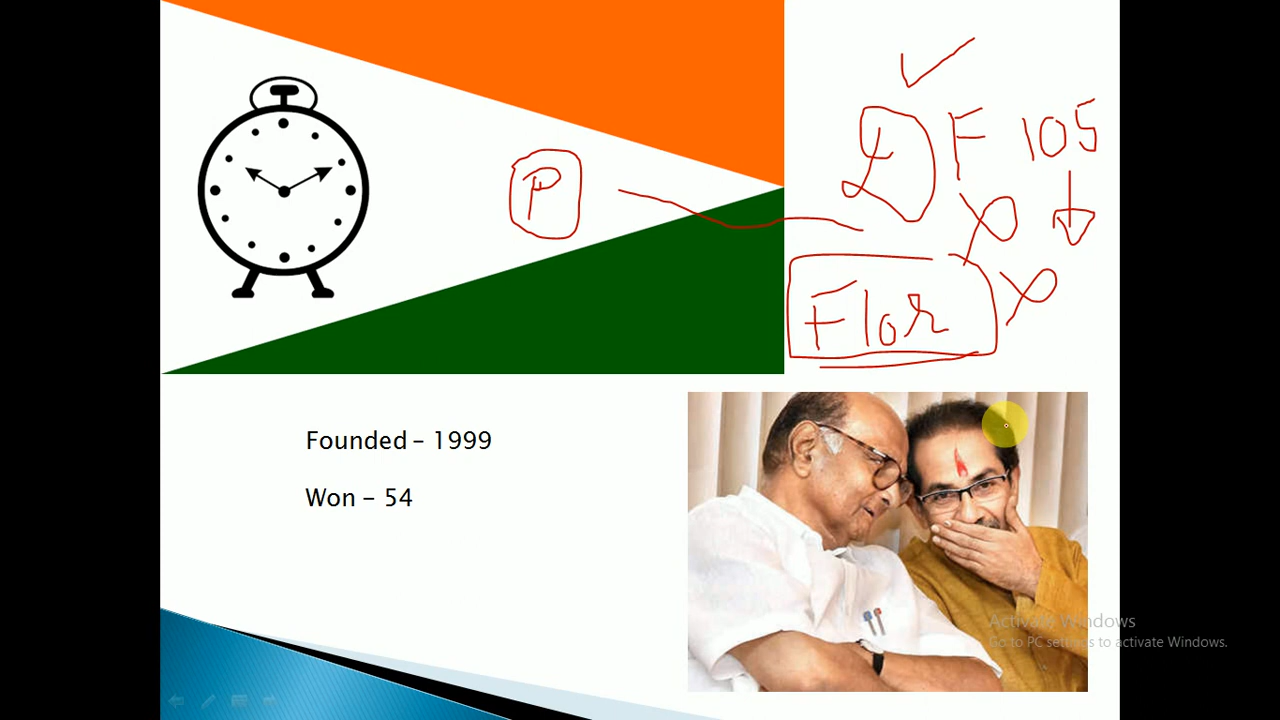 F 105
P
Flor
Founded – 1999
Won – 54
Activate Windows
Go to PC settings to activate Windows.